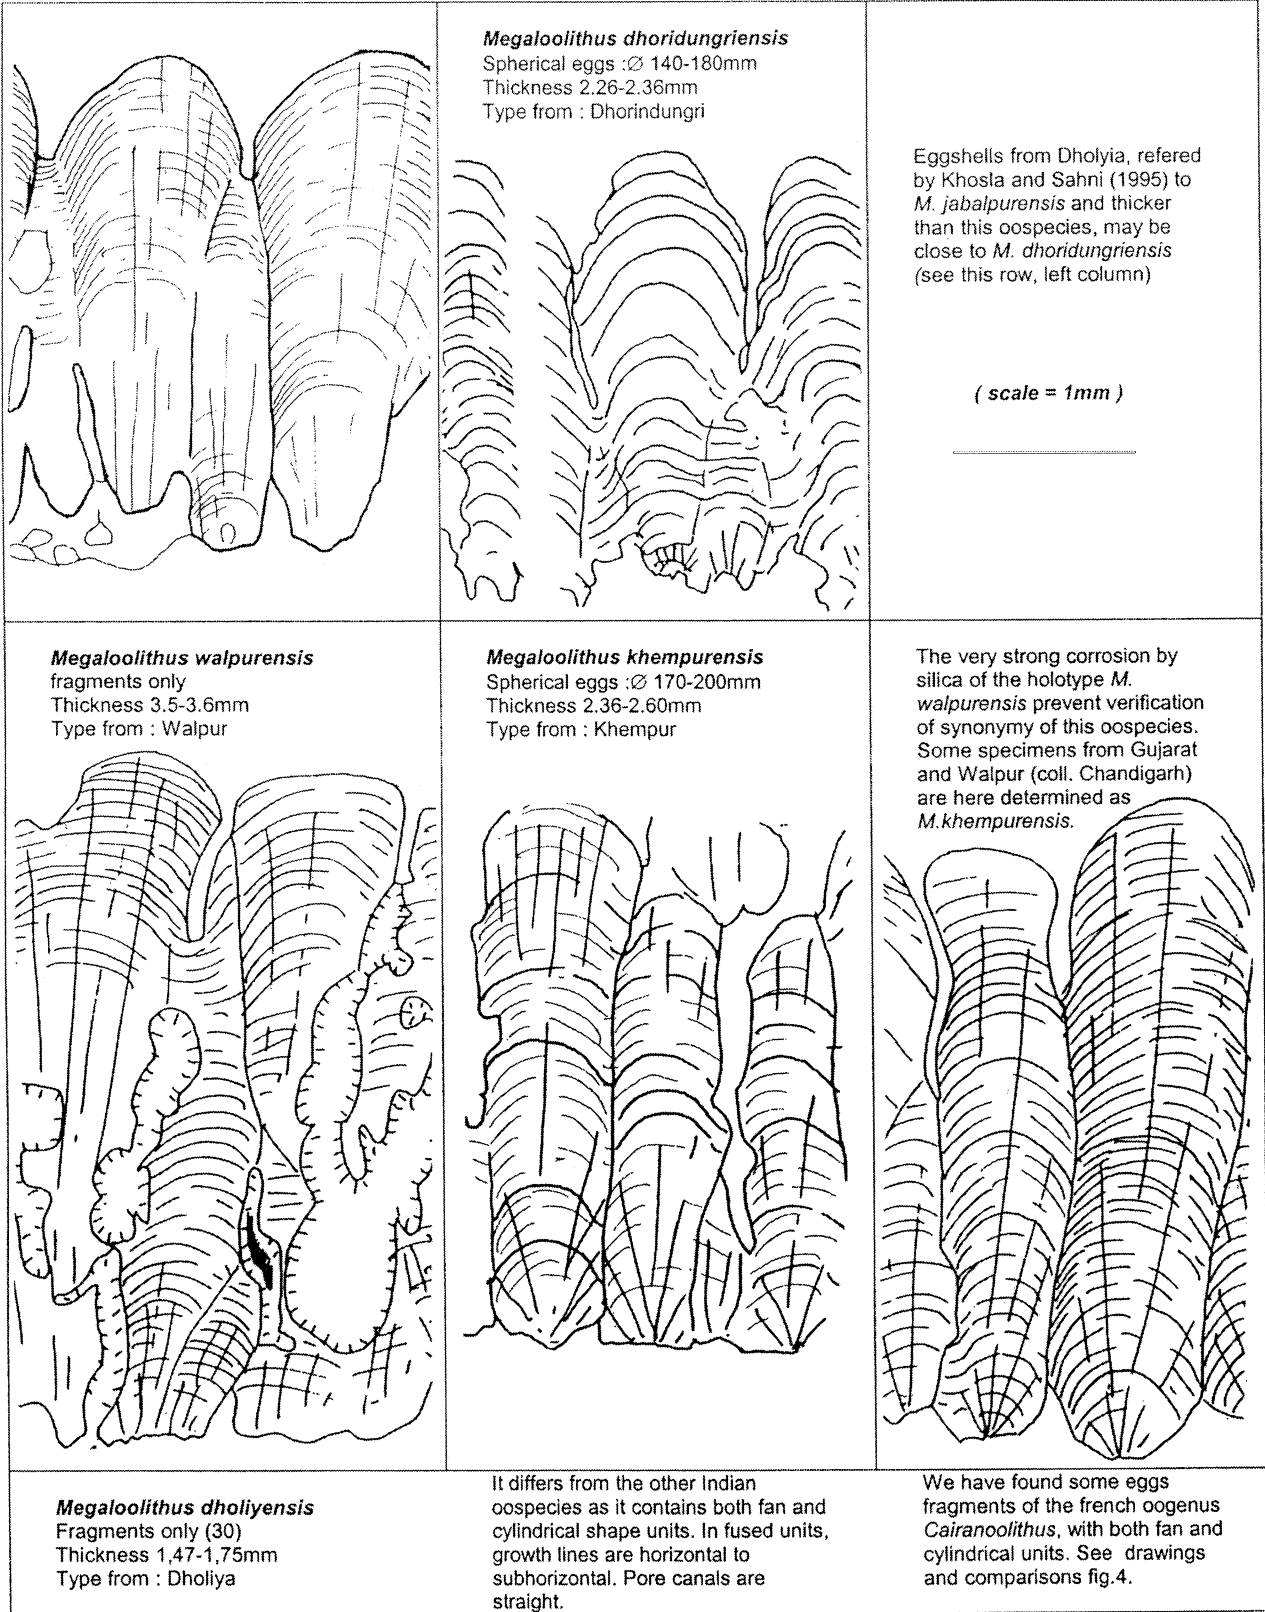 Megaloolithus dhoridungriensis
Spherical eggs :∅ 140-180mm
Thickness 2.26-2.36mm
Type from : Dhorindungri
Eggshells from Dholyia, refered
by Khosla and Sahni (1995) to
M. jabalpurensis and thicker
than this oospecies, may be
close to M. dhoridungriensis
(see this row, left column)
( scale = 1mm )
Megaloolithus walpurensis
fragments only
Thickness 3.5-3.6mm
Type from : Walpur
Megaloolithus khempurensis
Spherical eggs :∅ 170-200mm
Thickness 2.36-2.60mm
Type from : Khempur
The very strong corrosion by
silica of the holotype M.
walpurensis prevent verification
of synonymy of this oospecies.
Some specimens from Gujarat
and Walpur (coll. Chandigarh)
are here determined as
M.khempurensis.
Megaloolithus dholiyensis
Fragments only (30)
Thickness 1,47-1,75mm
Type from : Dholiya
It differs from the other Indian
oospecies as it contains both fan and
cylindrical shape units. In fused units,
growth lines are horizontal to
subhorizontal. Pore canals are
straight.
We have found some eggs
fragments of the french oogenus
Cairanoolithus, with both fan and
cylindrical units. See drawings
and comparisons fig.4.